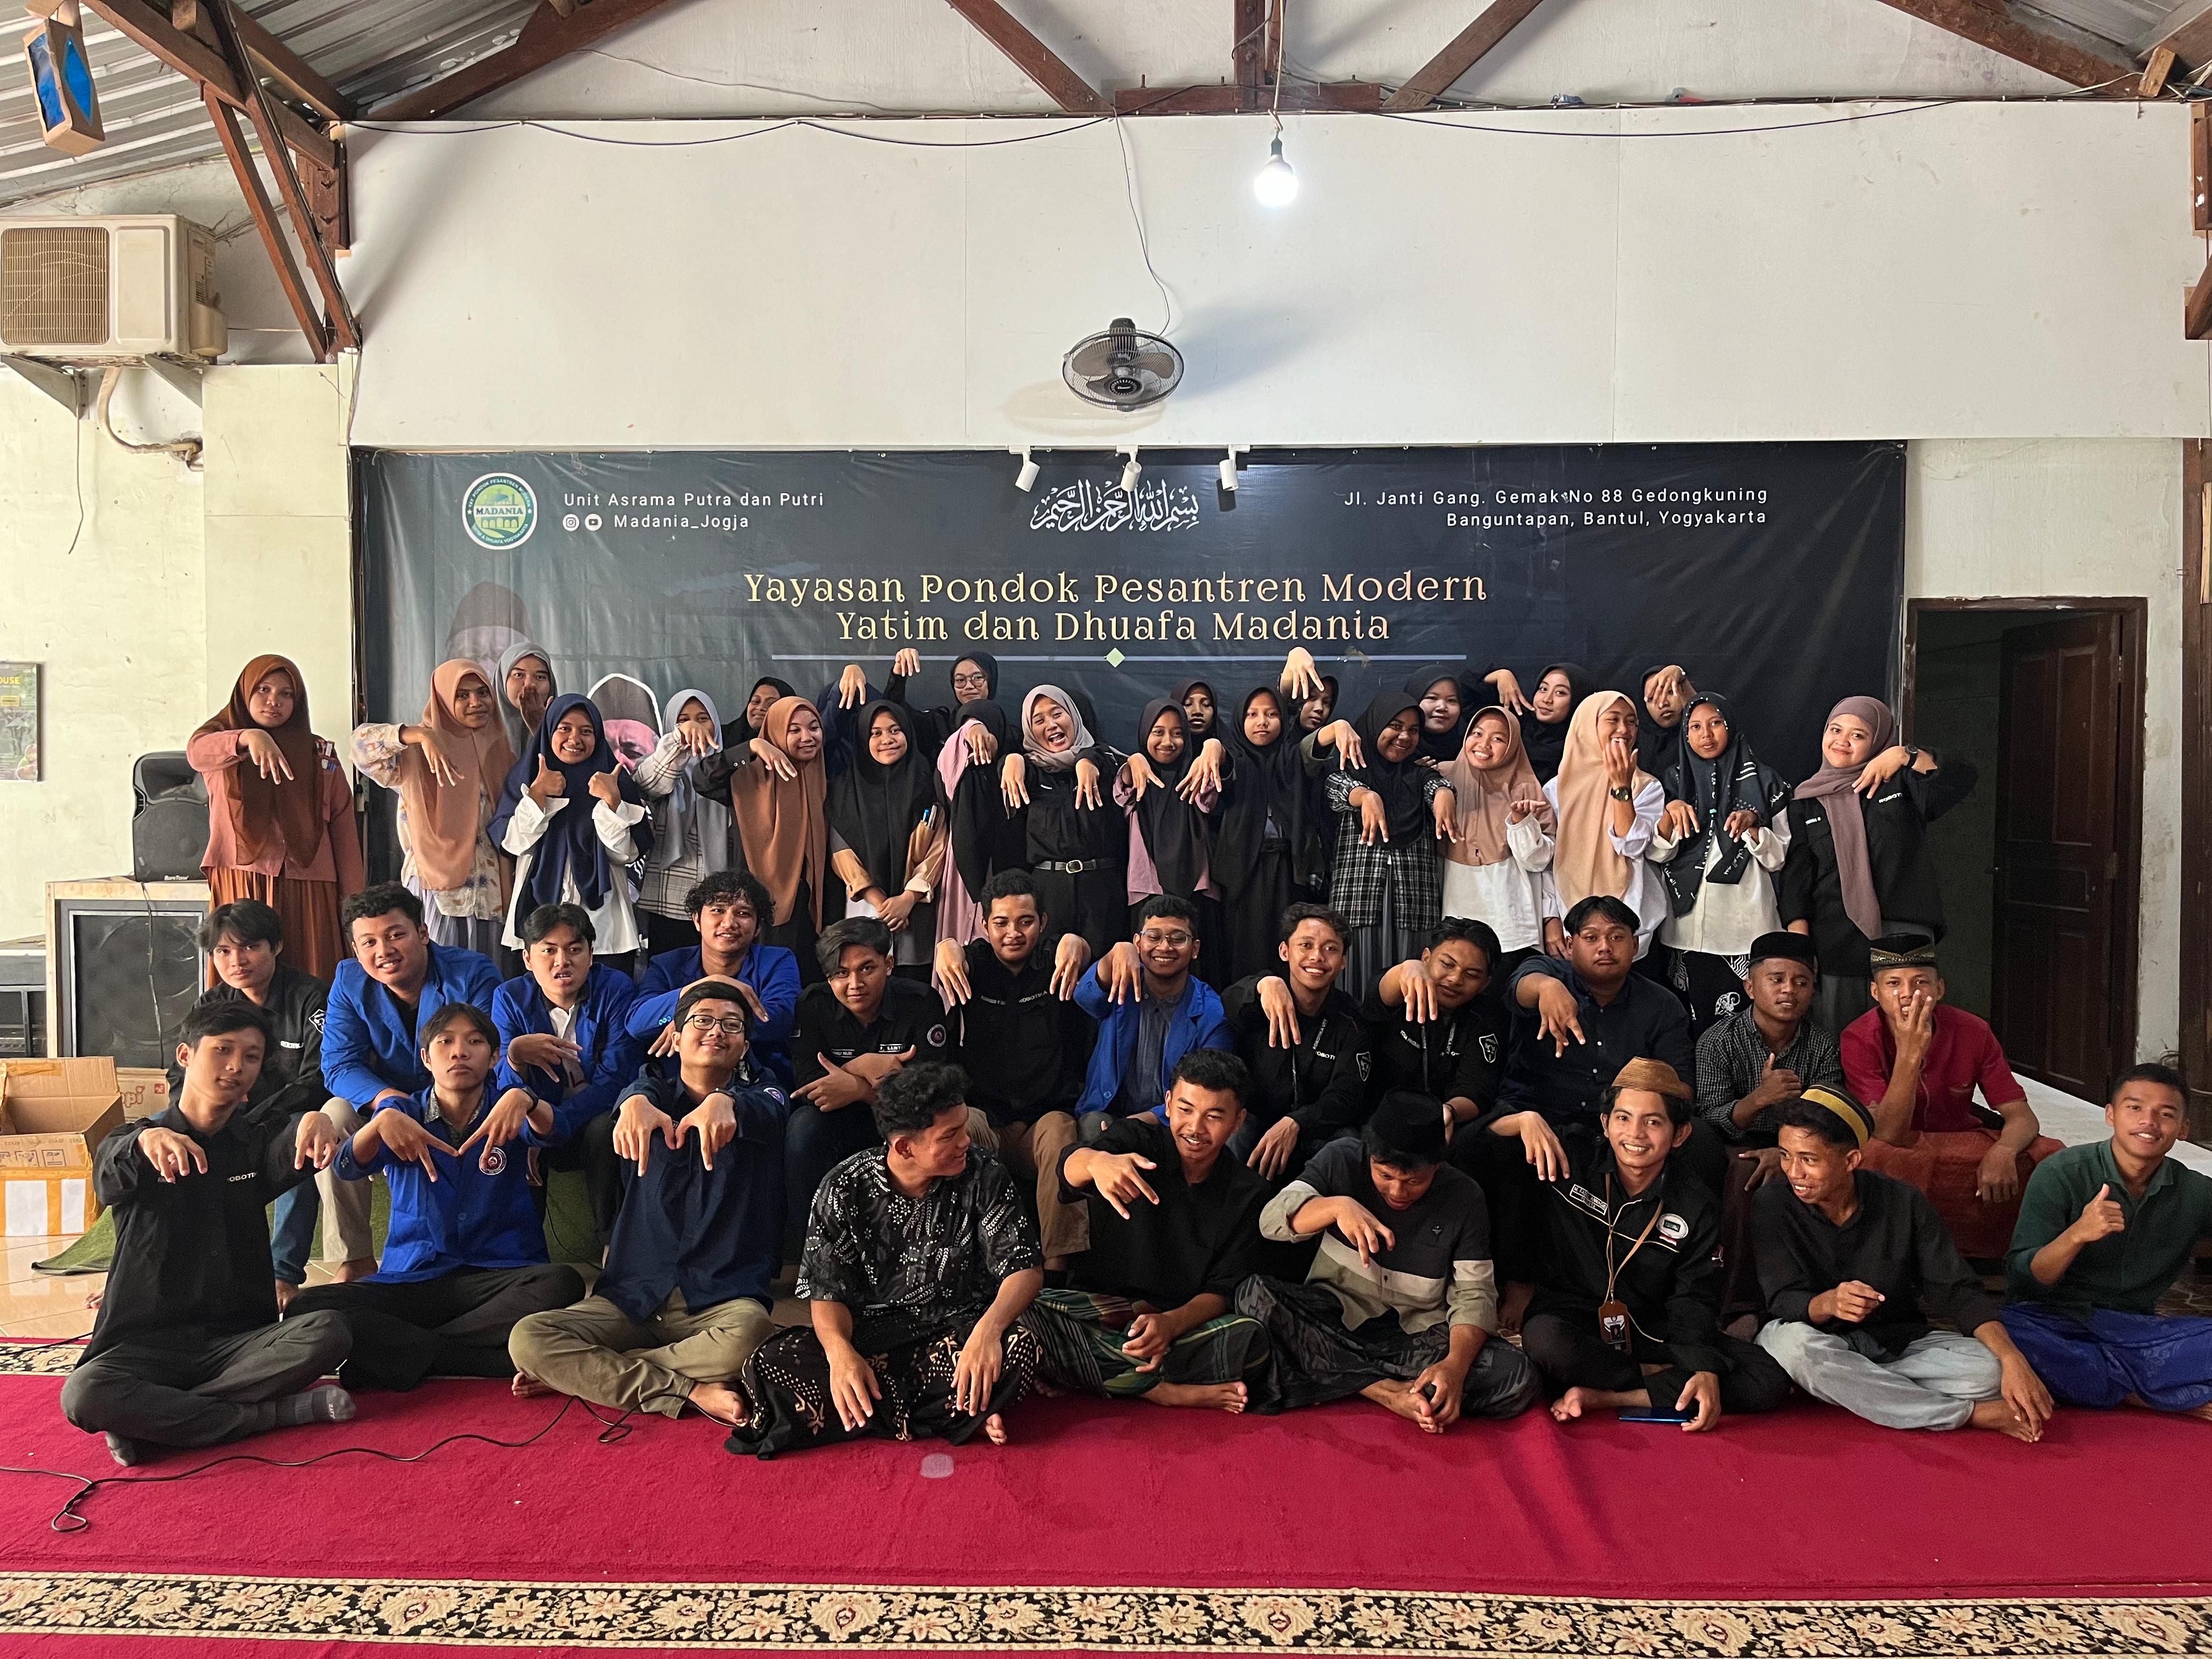 Unit Asrama Putra dan Putri
Madania_Jogja
MADANIA
بسم الله الرحمن الرحيم
Jl. Janti Gang. Gemak No 88 Gedongkuning
Banguntapan, Bantul, Yogyakarta
Yayasan Pondok Pesantren Modern
Yatim dan Dhuafa Madania